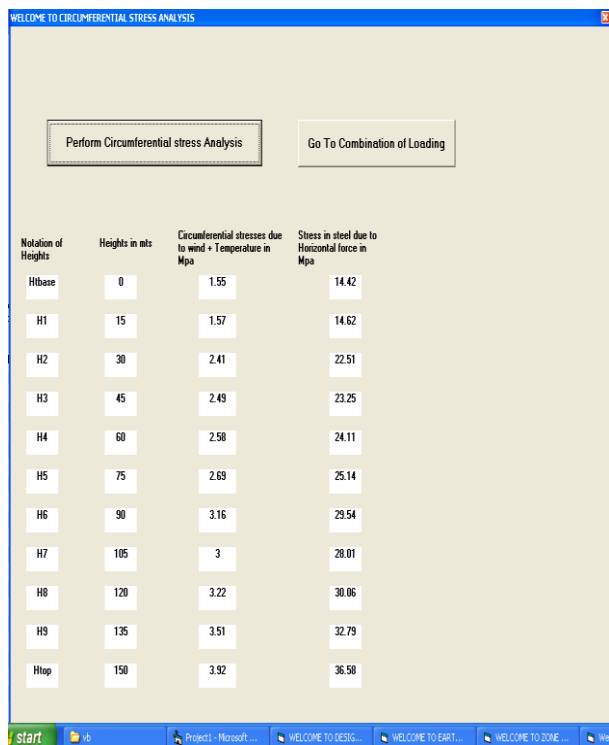 WELCOME TO CIRCUMFERENTIAL STRESS ANALYSIS
Perform Circumferential stress Analysis
Go To Combination of Loading
Notation of Heights
Heights in mts
Circumferential stresses due to wind + Temperature in Mpa
Stress in steel due to Horizontal force in Mpa
Htbase 0 1.55 14.42
H1 15 1.57 14.62
H2 30 2.41 22.51
H3 45 2.49 23.25
H4 60 2.58 24.11
H5 75 2.69 25.14
H6 90 3.16 29.54
H7 105 3 28.01
H8 120 3.22 30.06
H9 135 3.51 32.79
Htop 150 3.92 36.58
start vb Project1 - Microsoft ... WELCOME TO DESIG... WELCOME TO EART... WELCOME TO ZONE ... We